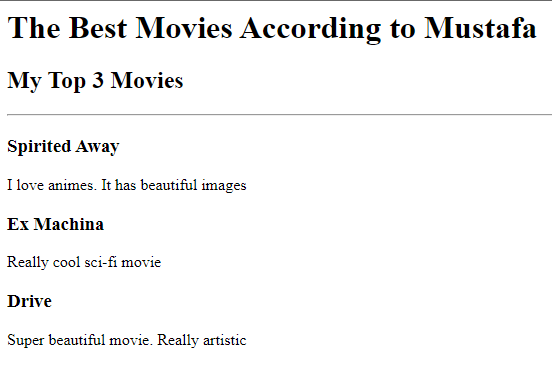 The Best Movies According to Mustafa
My Top 3 Movies
Spirited Away
I love animes. It has beautiful images
Ex Machina
Really cool sci-fi movie
Drive
Super beautiful movie. Really artistic